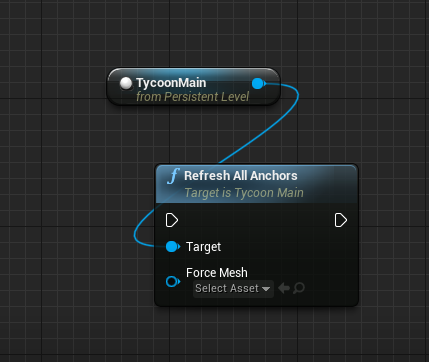 TycoonMain
from Persistent Level
f Refresh All Anchors
Target is Tycoon Main
Target
Force Mesh
Select Asset